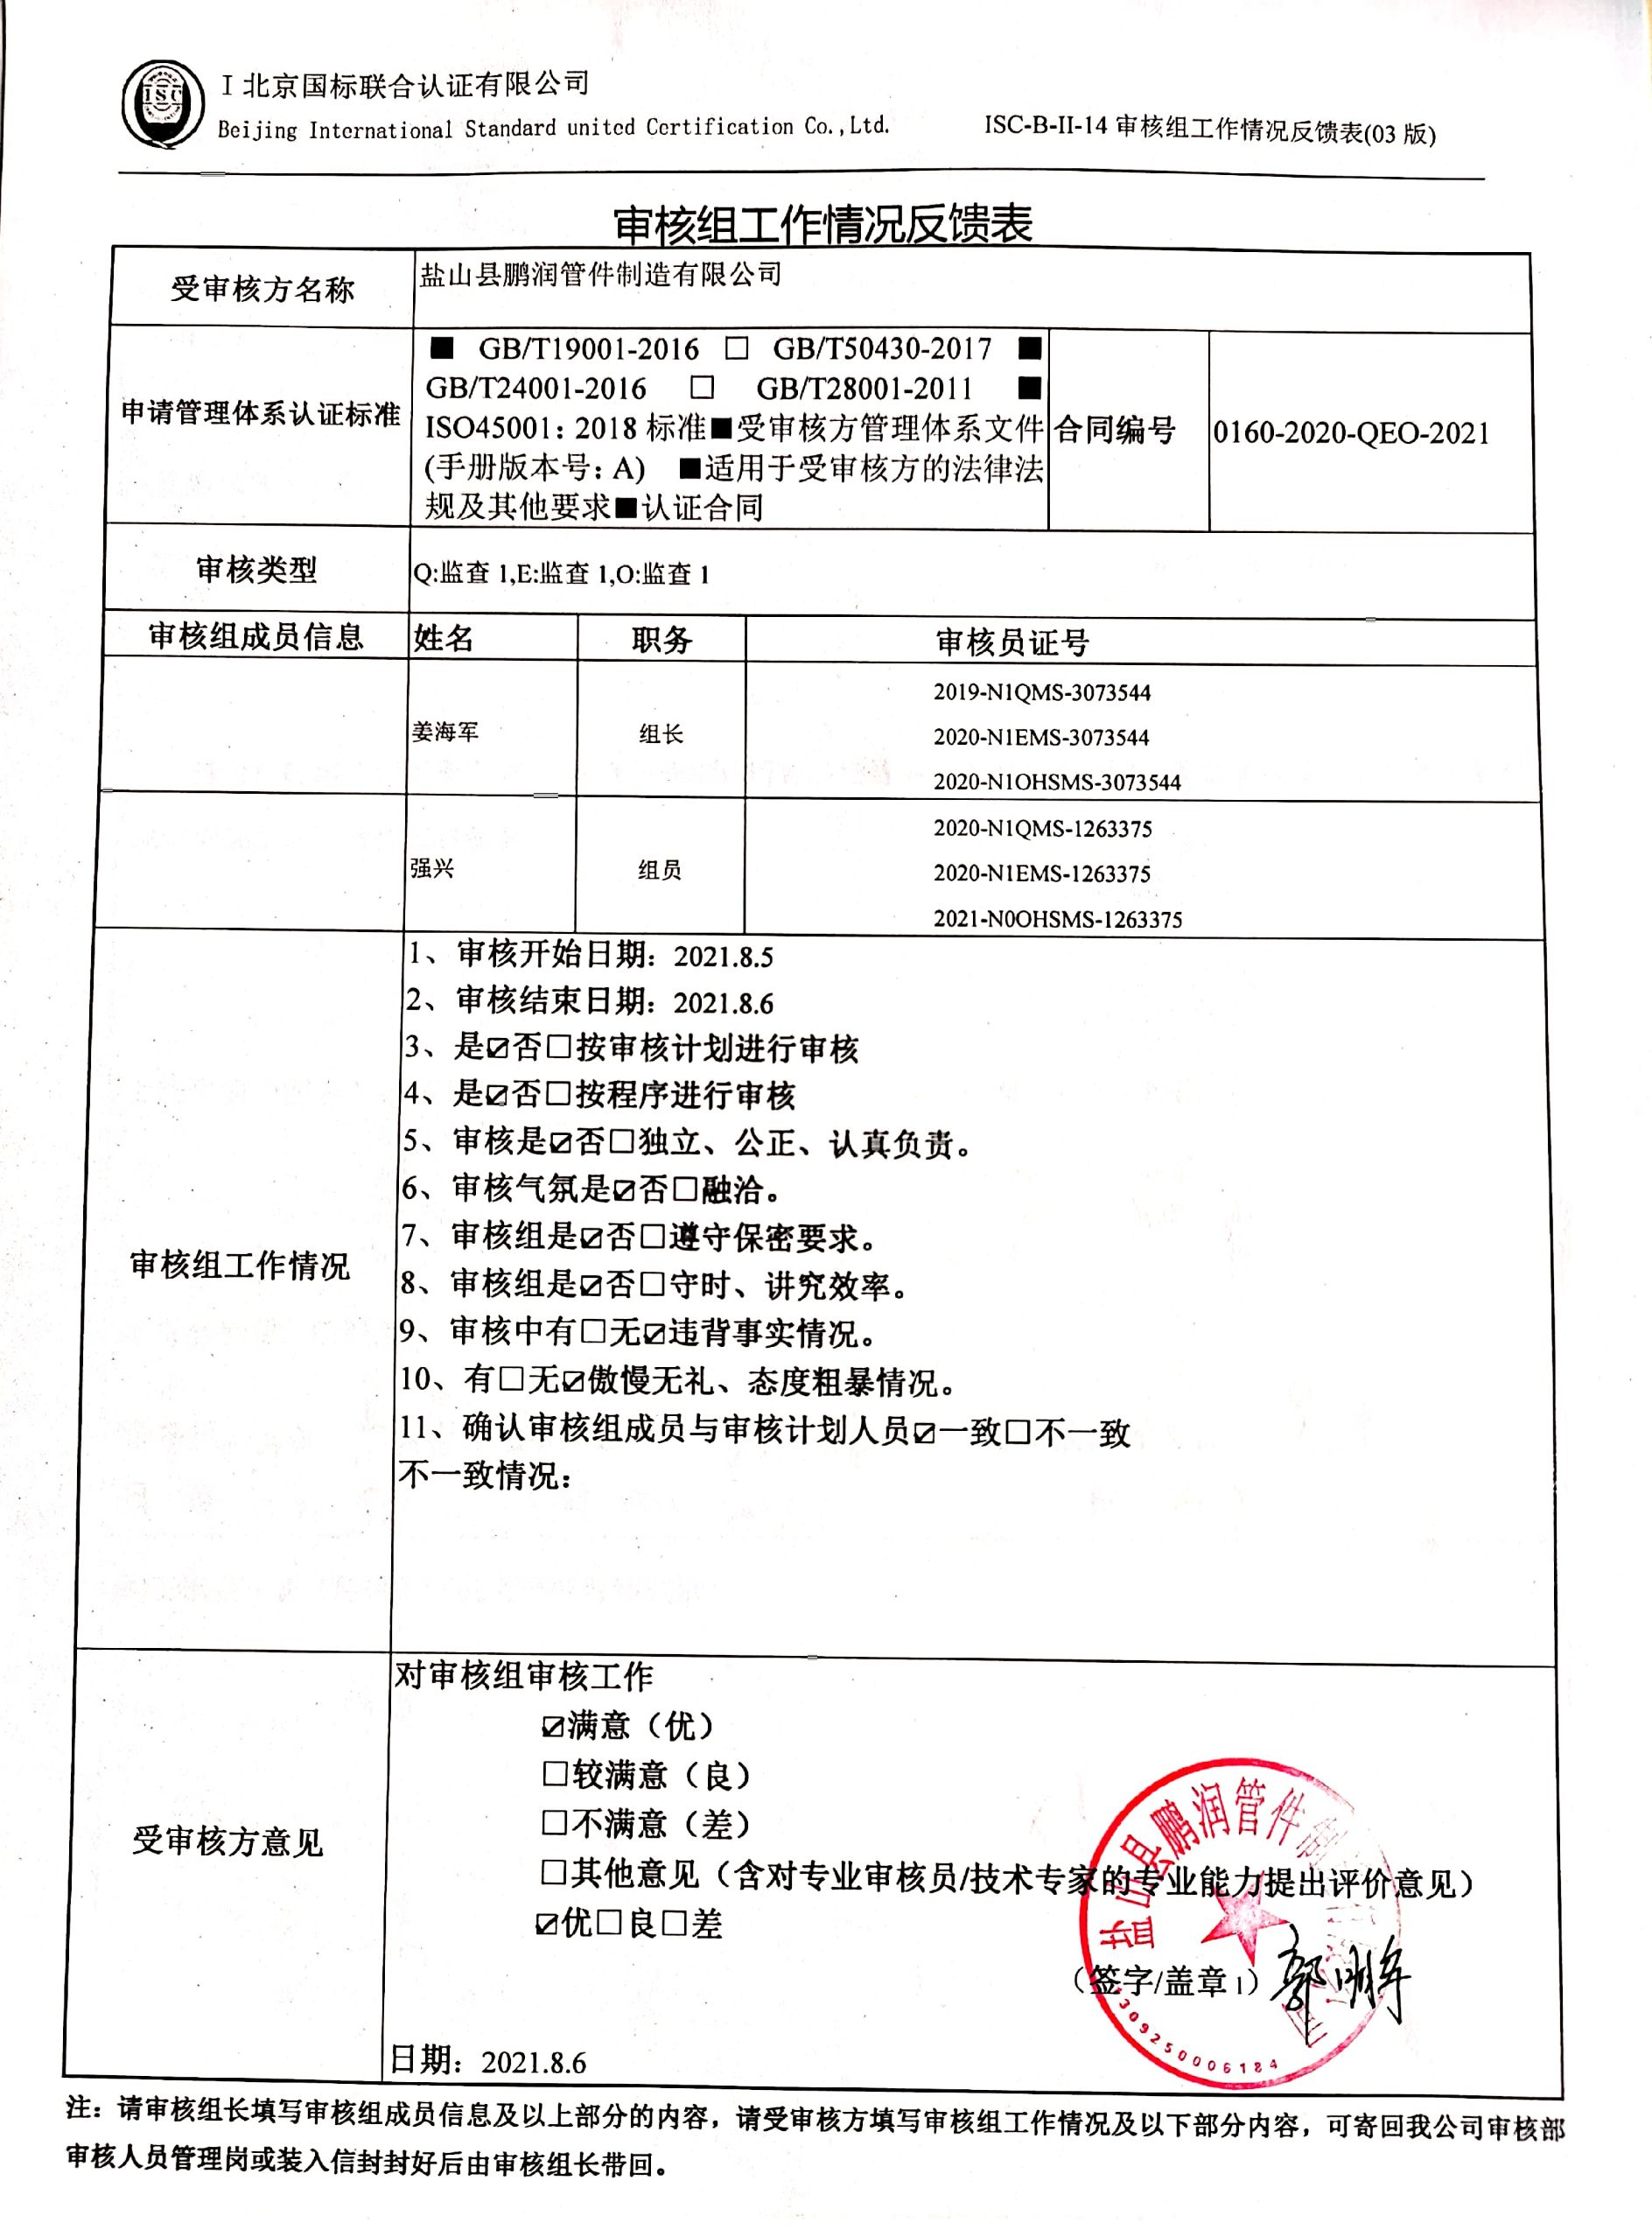 ISC
I 北京国标联合认证有限公司
Beijing International Standard united Certification Co.,Ltd.
ISC-B-II-14 审核组工作情况反馈表(03 版)
审核组工作情况反馈表
受审核方名称
盐山县鹏润管件制造有限公司
申请管理体系认证标准
■ GB/T19001-2016 □ GB/T50430-2017 ■
GB/T24001-2016 □ GB/T28001-2011 ■
ISO45001：2018 标准■受审核方管理体系文件
(手册版本号：A) ■适用于受审核方的法律法
规及其他要求■认证合同
合同编号
0160-2020-QEO-2021
审核类型
Q:监查 1,E:监查 1,O:监查 1
审核组成员信息 姓名 职务 审核员证号
姜海军 组长
2019-N1QMS-3073544
2020-N1EMS-3073544
2020-N1OHSMS-3073544
强兴 组员
2020-N1QMS-1263375
2020-N1EMS-1263375
2021-N0OHSMS-1263375
审核组工作情况
1、审核开始日期：2021.8.5
2、审核结束日期：2021.8.6
3、是☑否□按审核计划进行审核
4、是☑否□按程序进行审核
5、审核是☑否□独立、公正、认真负责。
6、审核气氛是☑否□融洽。
7、审核组是☑否□遵守保密要求。
8、审核组是☑否□守时、讲究效率。
9、审核中有□无☑违背事实情况。
10、有□无☑傲慢无礼、态度粗暴情况。
11、确认审核组成员与审核计划人员☑一致□不一致
不一致情况：
受审核方意见
对审核组审核工作
☑满意（优）
□较满意（良）
□不满意（差）
□其他意见（含对专业审核员/技术专家的专业能力提出评价意见）
☑优□良□差
（签字/盖章 1）
盐山县鹏润管件制
1309250006184
日期：2021.8.6
注：请审核组长填写审核组成员信息及以上部分的内容，请受审核方填写审核组工作情况及以下部分内容，可寄回我公司审核部
审核人员管理岗或装入信封封好后由审核组长带回。